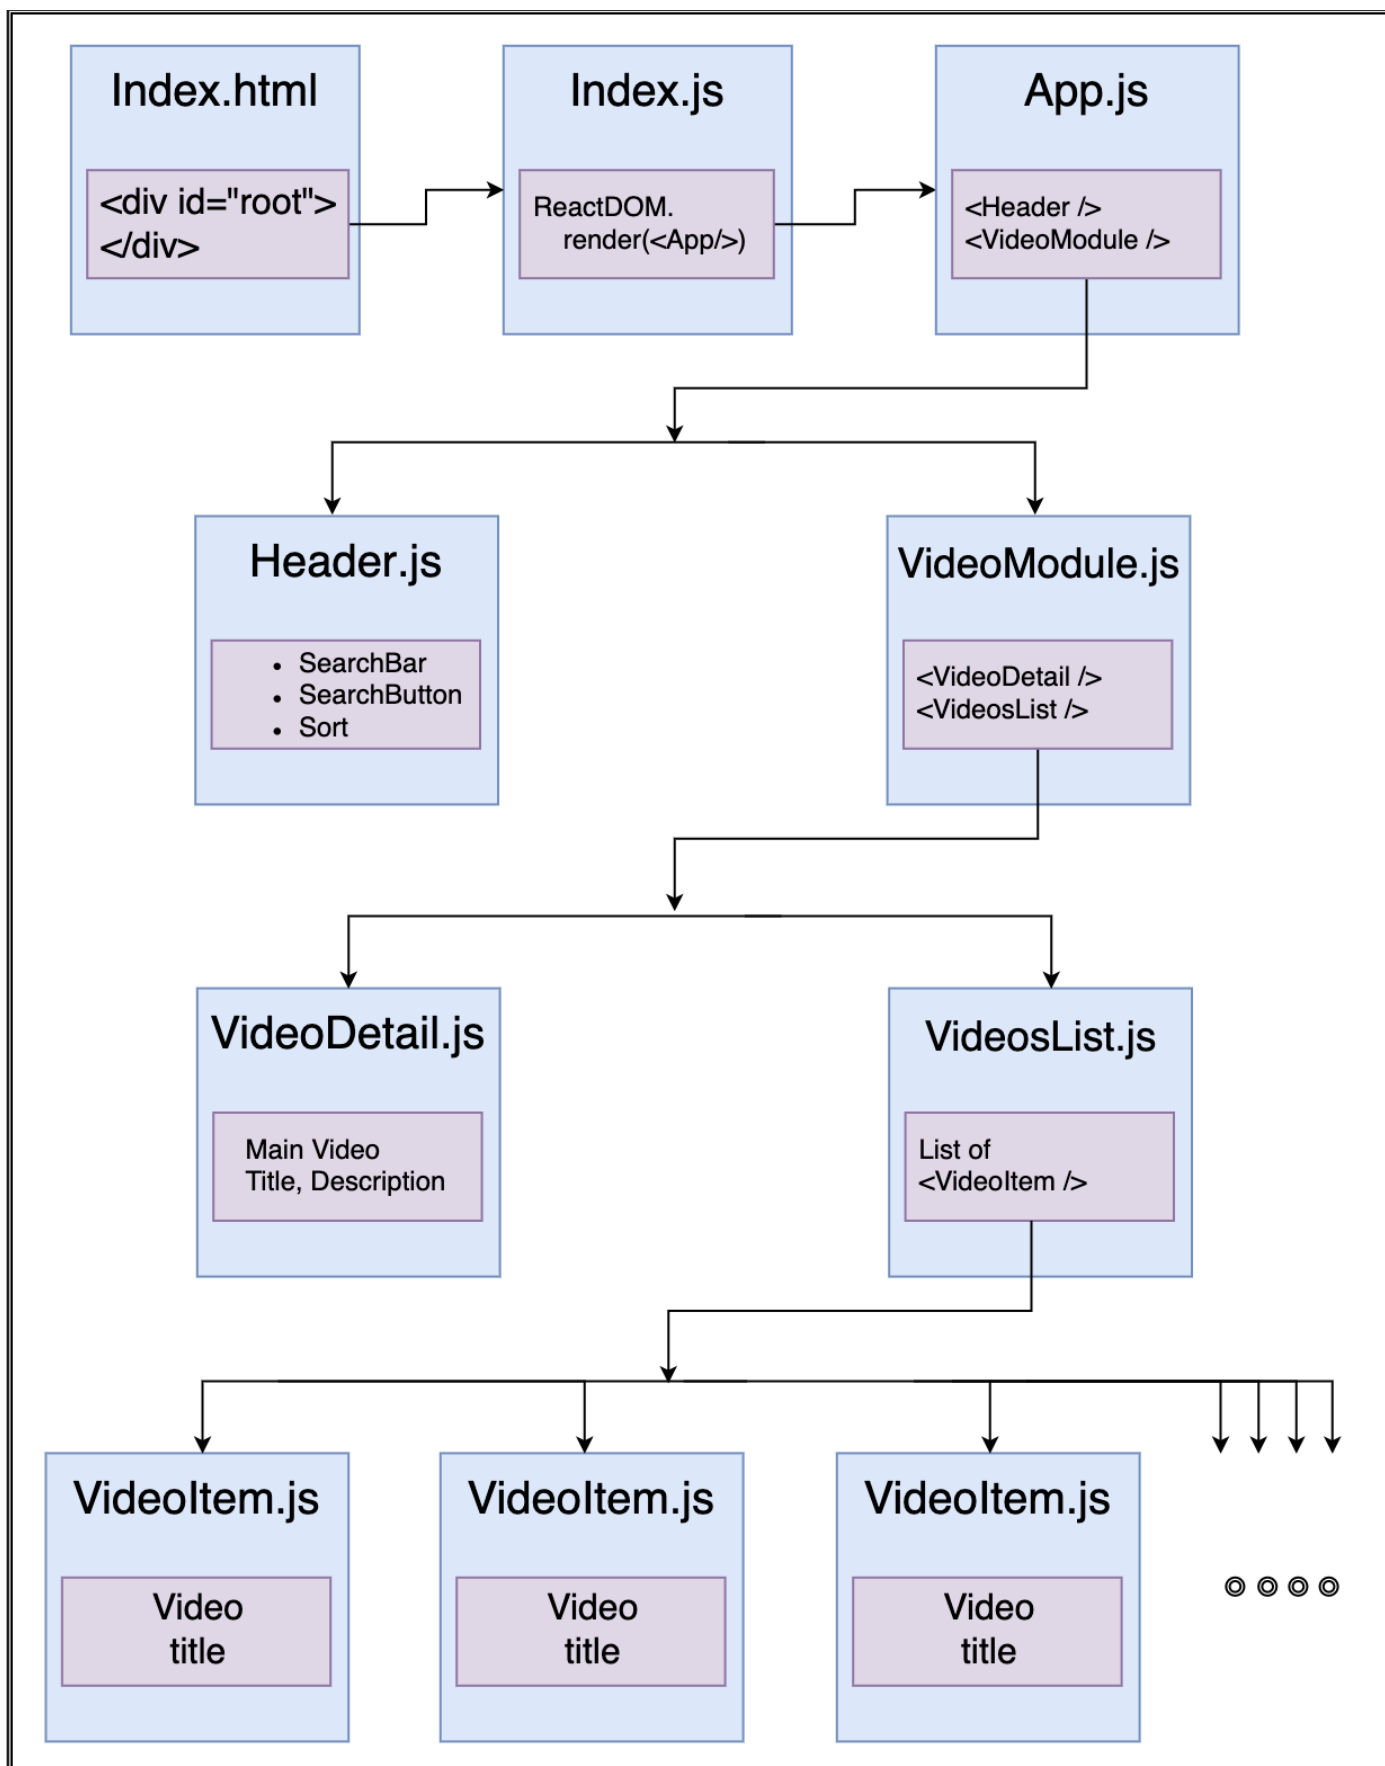 Index.html
<div id="root">
</div>
Index.js
ReactDOM.
render(<App/>)
App.js
<Header />
<VideoModule />
Header.js
• SearchBar
• SearchButton
• Sort
VideoModule.js
<VideoDetail />
<VideosList />
VideoDetail.js
Main Video
Title, Description
VideosList.js
List of
<VideoItem />
VideoItem.js
Video
title
VideoItem.js
Video
title
VideoItem.js
Video
title